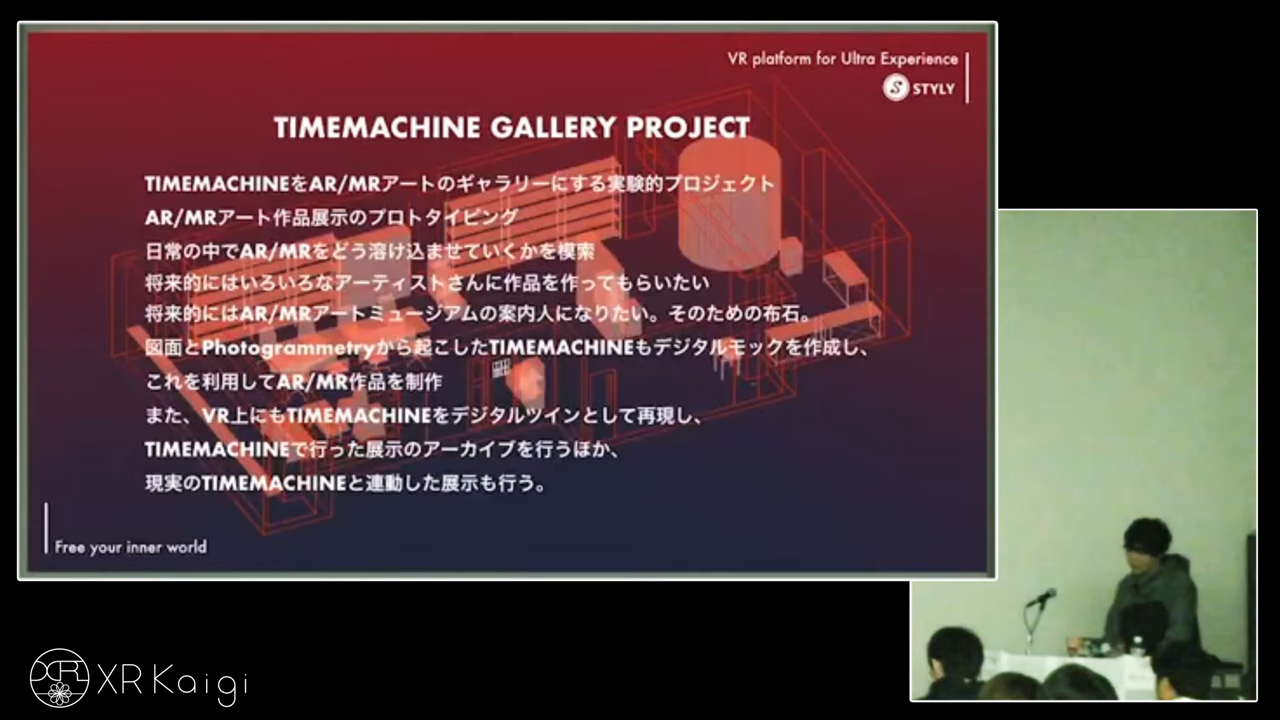 VR platform for Ultra Experience
S STYLY
TIMEMACHINE GALLERY PROJECT
TIMEMACHINEをAR/MRアートのギャラリーにする実験的プロジェクト
AR/MRアート作品展示のプロトタイピング
日常の中でAR/MRをどう溶け込ませていくかを模索
将来的にはいろいろなアーティストさんに作品を作ってもらいたい
将来的にはAR/MRアートミュージアムの案内人になりたい。そのための布石。
図面とPhotogrammetryから起こしたTIMEMACHINEもデジタルモックを作成し、
これを利用してAR/MR作品を制作
また、VR上にもTIMEMACHINEをデジタルツインとして再現し、
TIMEMACHINEで行った展示のアーカイブを行うほか、
現実のTIMEMACHINEと連動した展示も行う。
Free your inner world
XR XR Kaigi